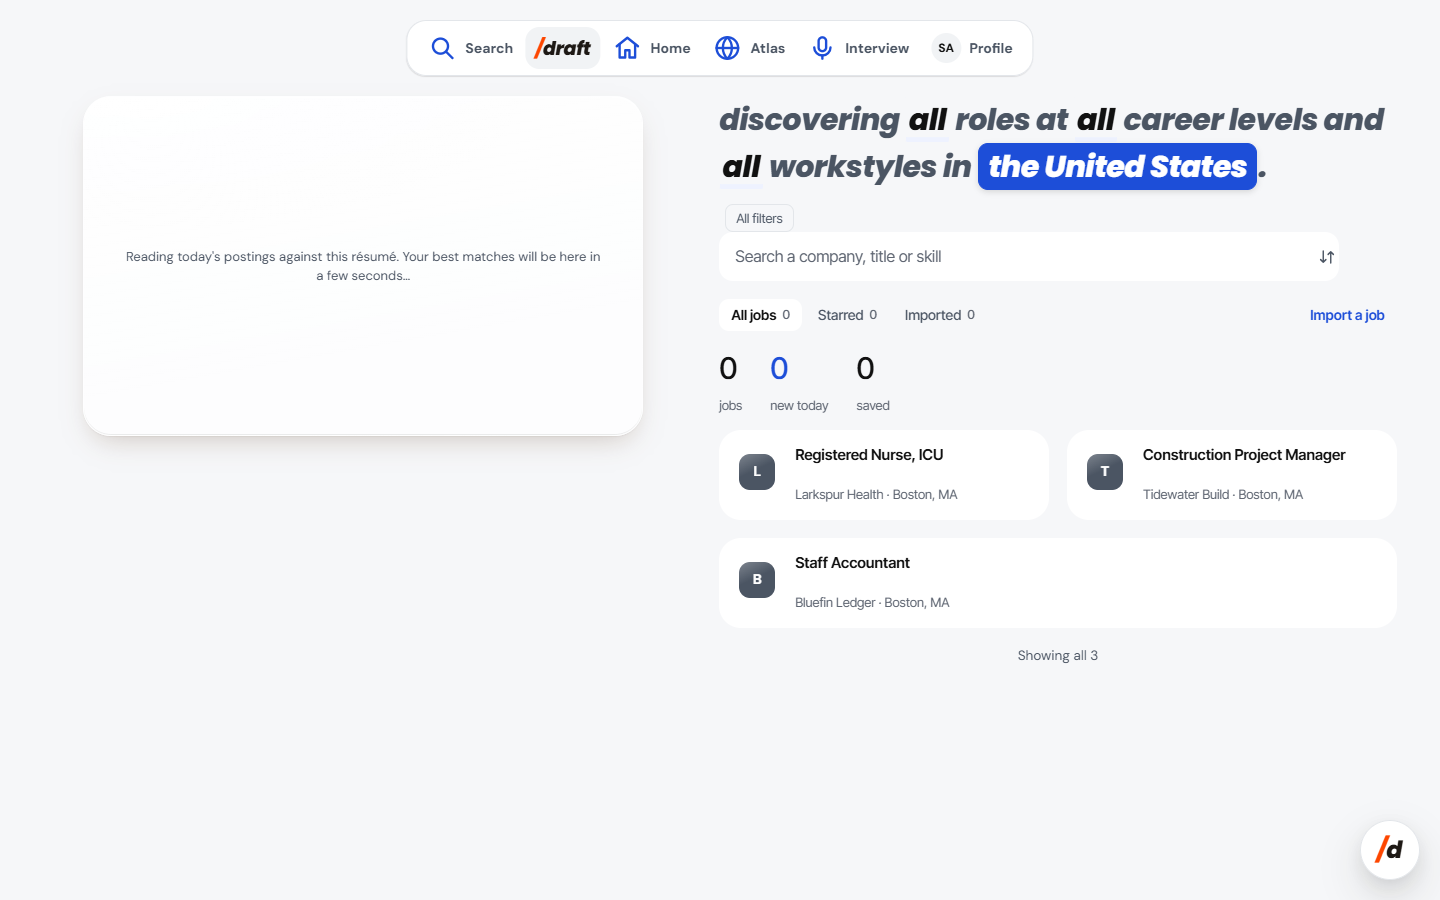 Search
/draft
Home
Atlas
Interview
SA
Profile
Reading today's postings against this résumé. Your best matches will be here in
a few seconds...
discovering all roles at all career levels and
all workstyles in the United States.
All filters
Search a company, title or skill
All jobs 0
Starred 0
Imported 0
Import a job
0
jobs
0
new today
0
saved
L
Registered Nurse, ICU
Larkspur Health · Boston, MA
T
Construction Project Manager
Tidewater Build · Boston, MA
B
Staff Accountant
Bluefin Ledger · Boston, MA
Showing all 3
/d